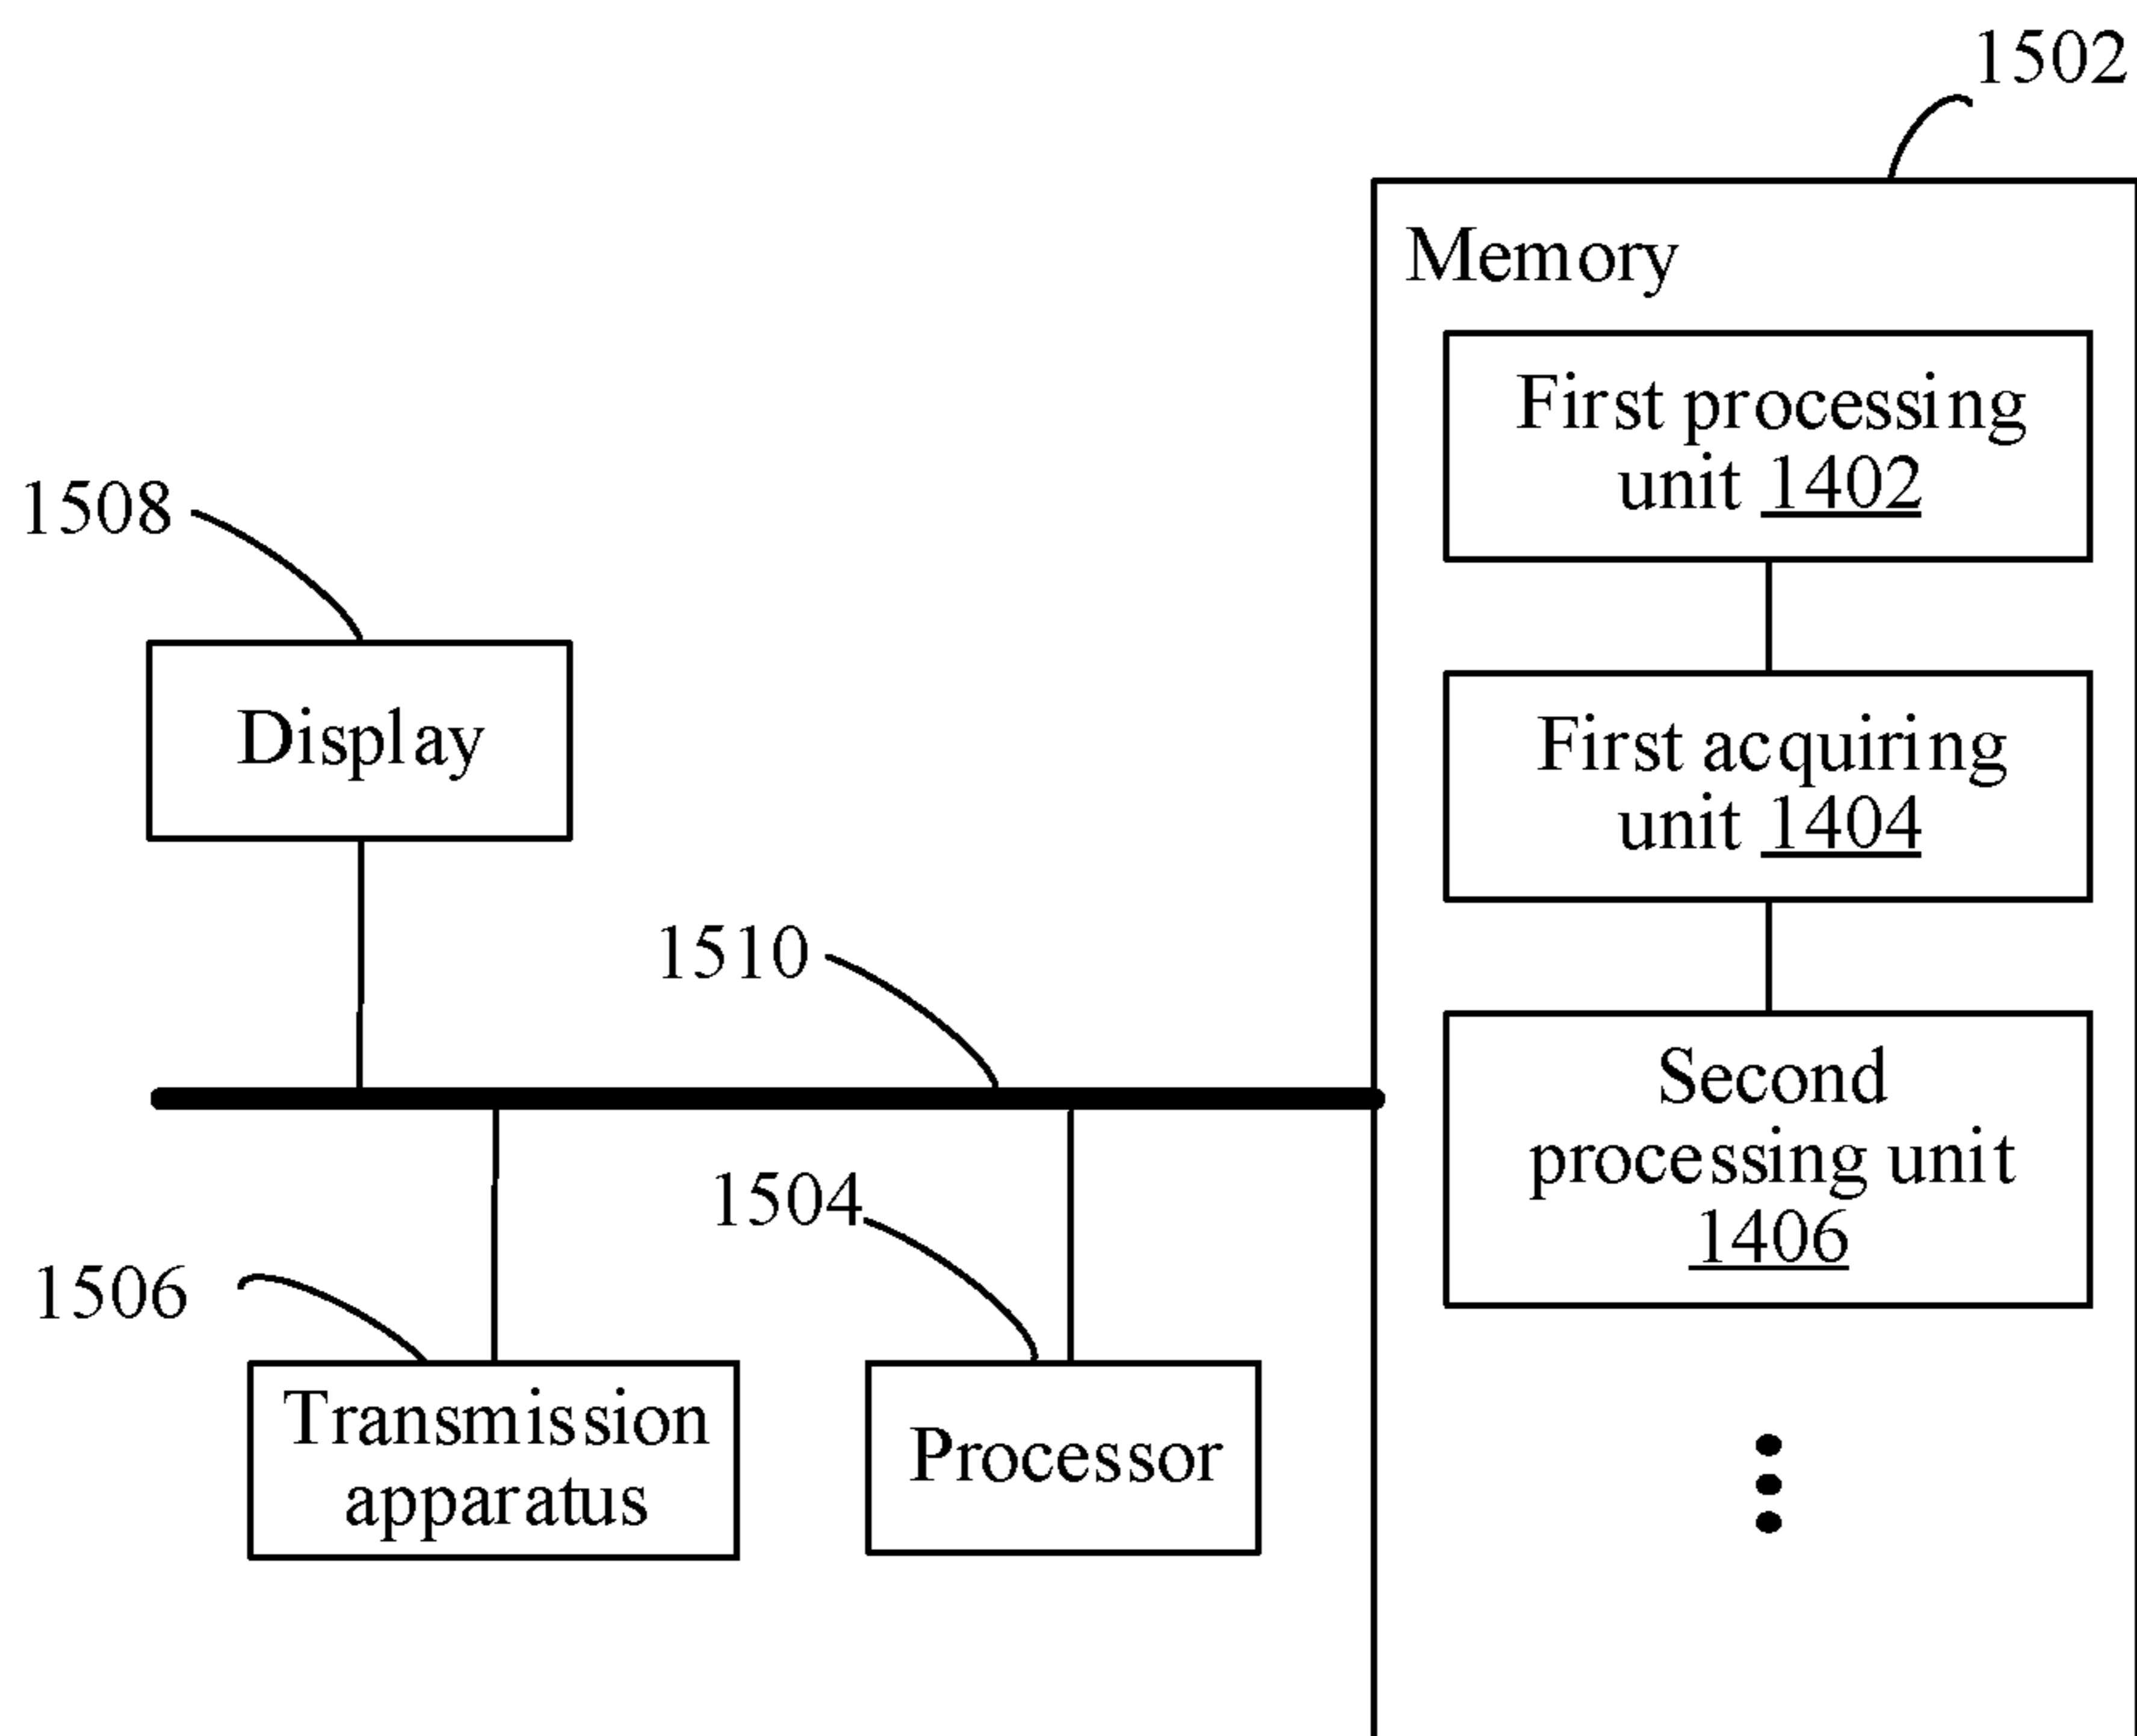 1502
Memory
First processing
unit 1402
1508
First acquiring
unit 1404
Display
1510
Second
processing unit
1406
1504
1506
Transmission
apparatus
Processor